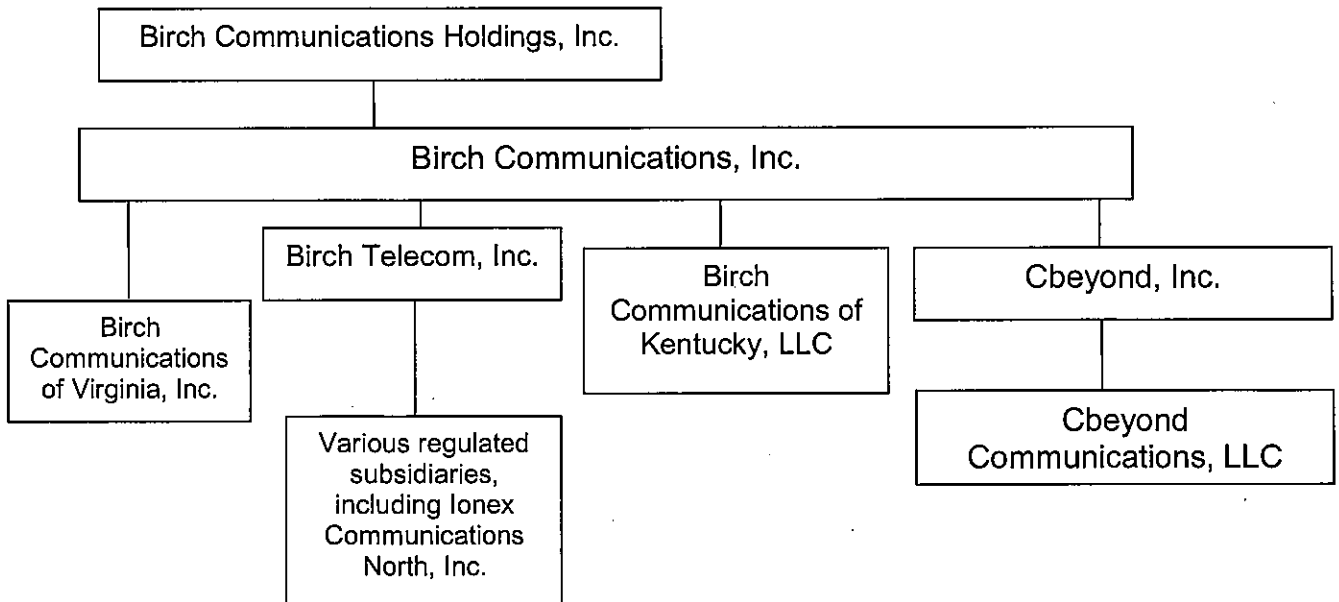 Birch Communications Holdings, Inc.
Birch Communications, Inc.
Birch
Communications
of Virginia, Inc.
Birch Telecom, Inc.
Various regulated
subsidiaries,
including Ionex
Communications
North, Inc.
Birch
Communications of
Kentucky, LLC
Cbeyond, Inc.
Cbeyond
Communications, LLC